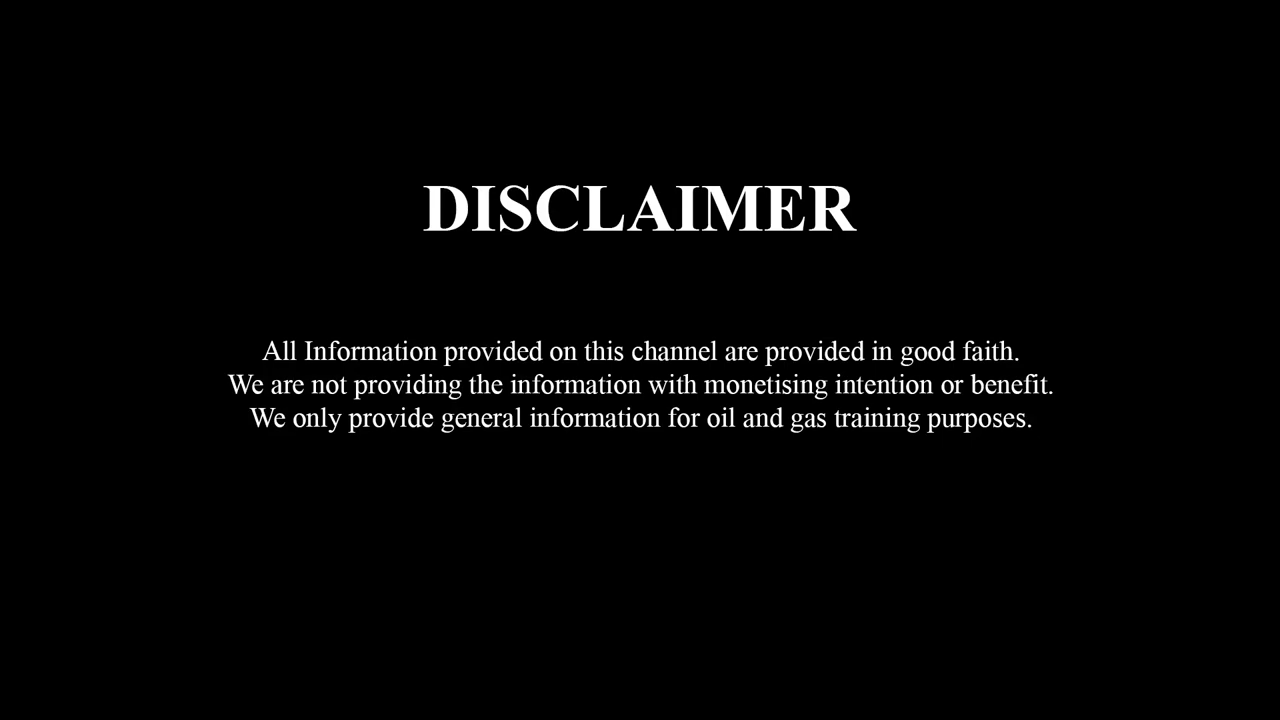 DISCLAIMER
All Information provided on this channel are provided in good faith.
We are not providing the information with monetising intention or benefit.
We only provide general information for oil and gas training purposes.